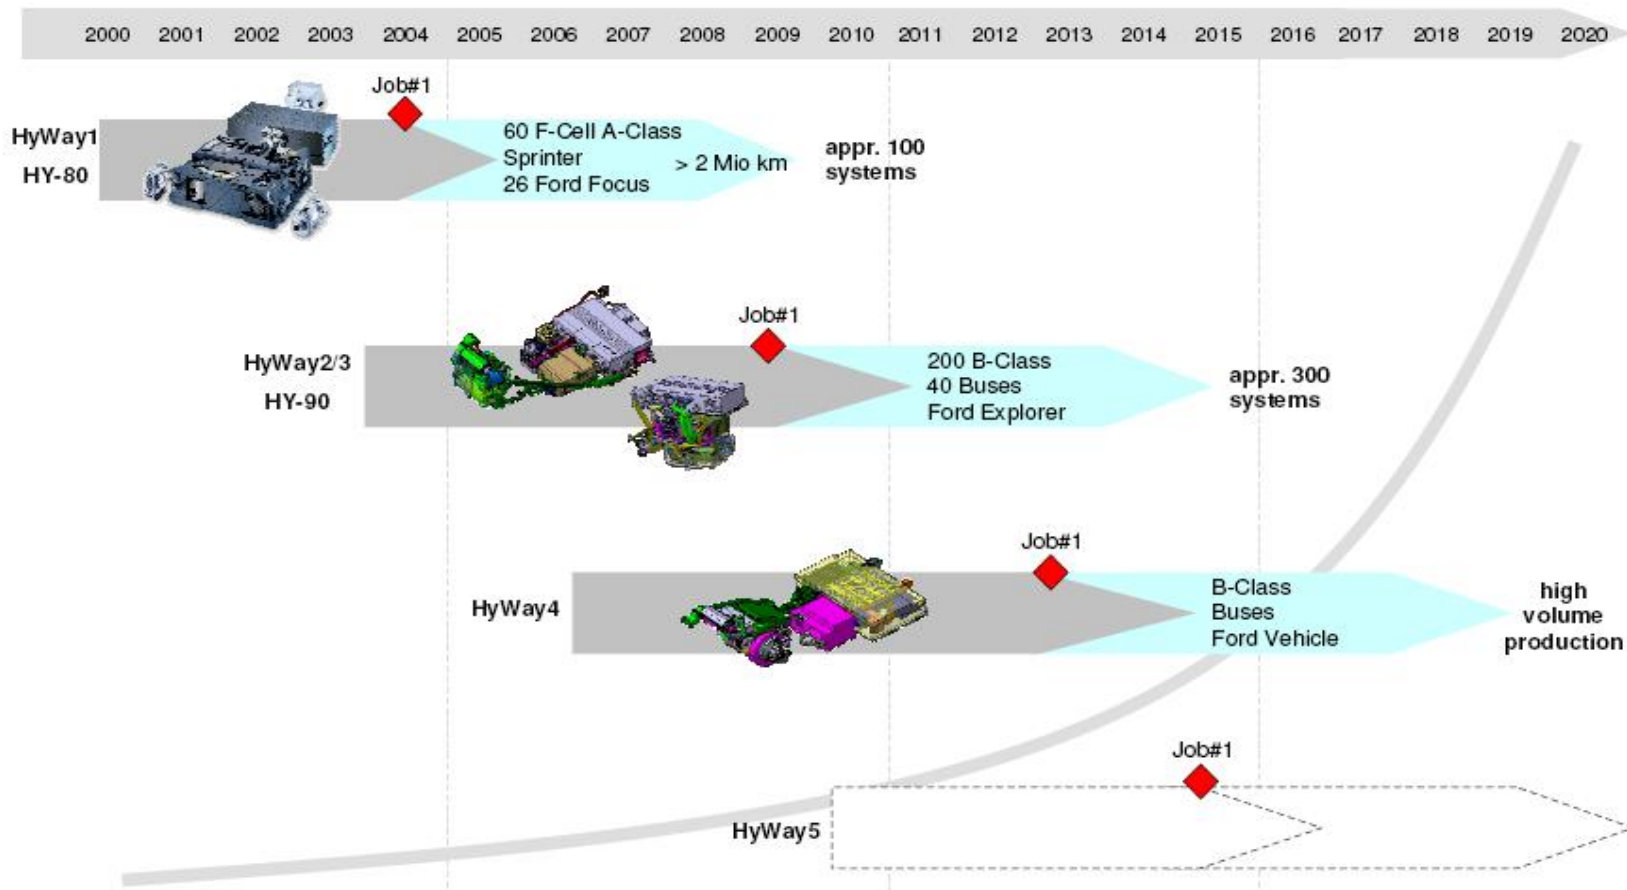 2000 2001 2002 2003 2004 2005 2006 2007 2008 2009 2010 2011 2012 2013 2014 2015 2016 2017 2018 2019 2020
Job#1
HyWay1
HY-80
60 F-Cell A-Class
Sprinter
26 Ford Focus
> 2 Mio km
appr. 100
systems
Job#1
HyWay2/3
HY-90
200 B-Class
40 Buses
Ford Explorer
appr. 300
systems
Job#1
HyWay4
B-Class
Buses
Ford Vehicle
high
volume
production
Job#1
HyWay5